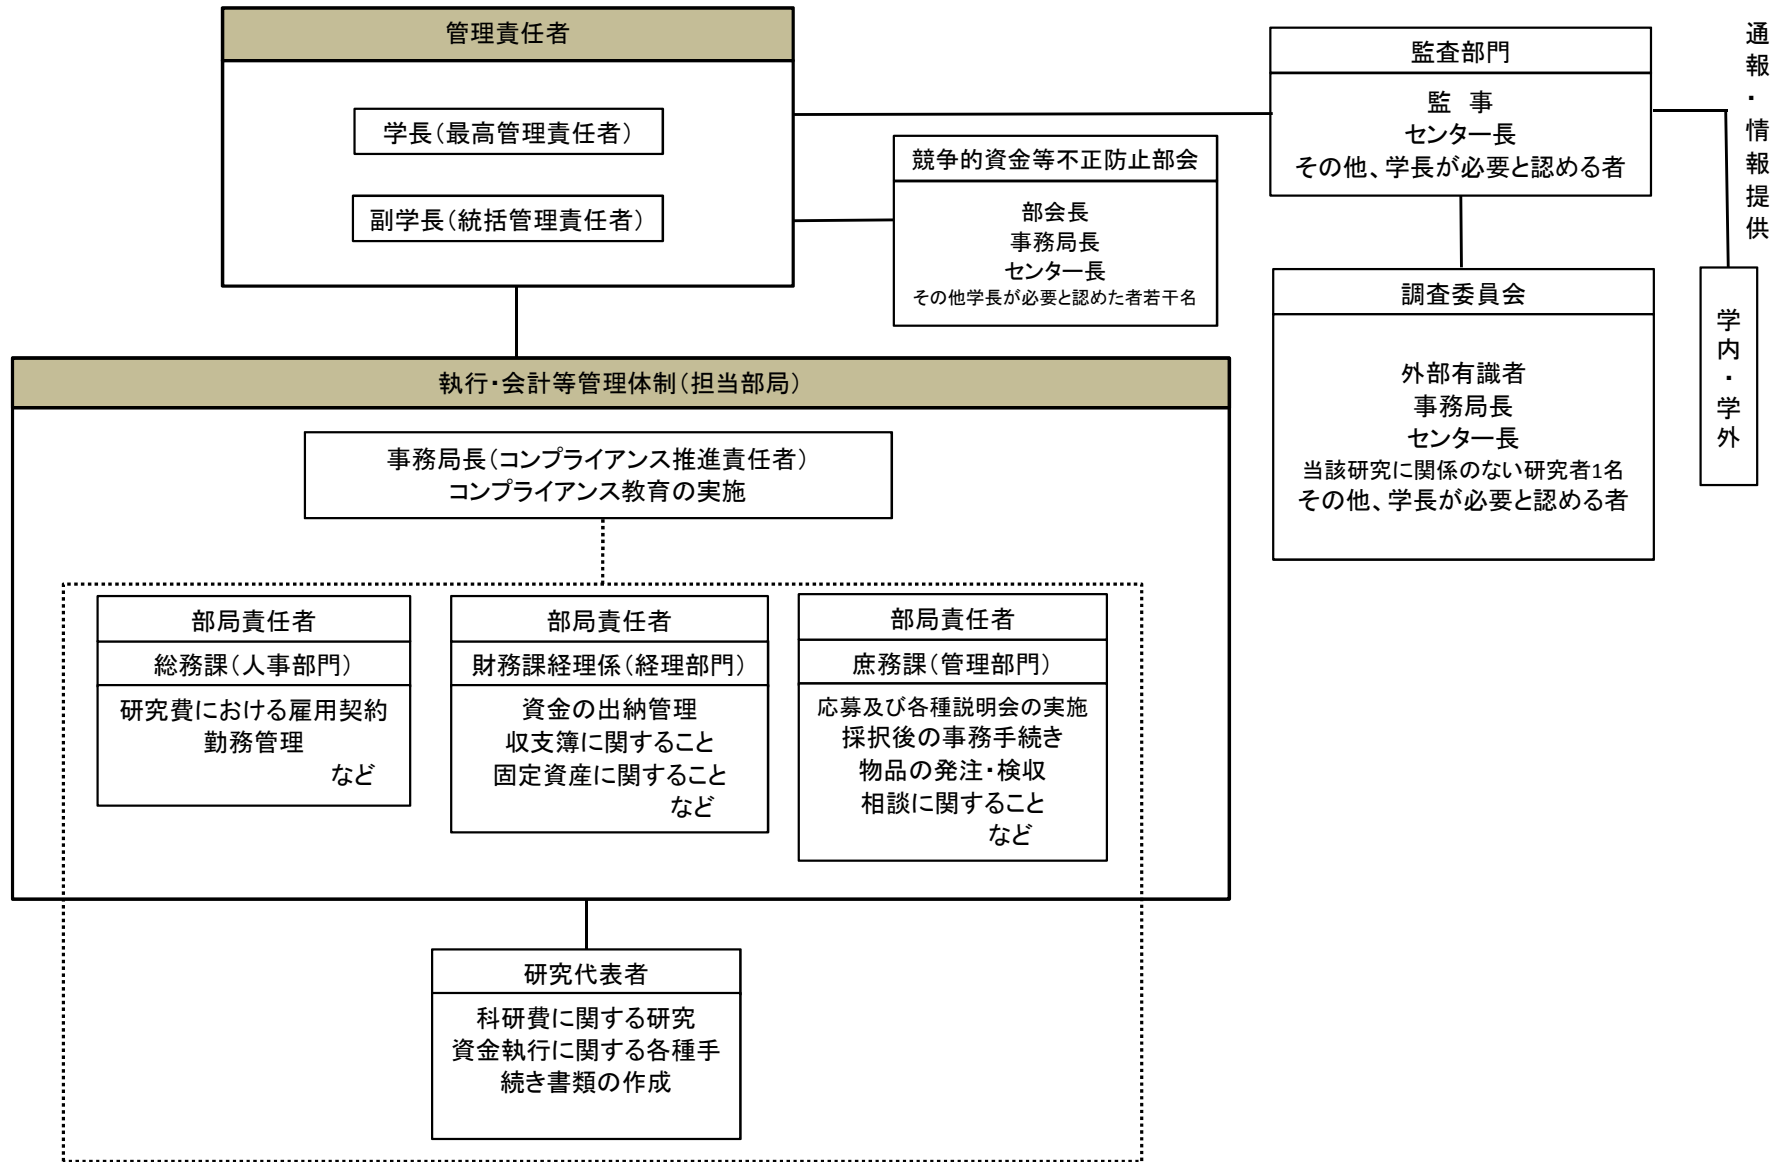 管理責任者
学長(最高管理責任者)
副学長(統括管理責任者)
競争的資金等不正防止部会
部会長
事務局長
センター長
その他学長が必要と認めた者若干名
監査部門
監　事
センター長
その他、学長が必要と認める者
通報・情報提供
調査委員会
外部有識者
事務局長
センター長
当該研究に関係のない研究者1名
その他、学長が必要と認める者
学内・学外
執行・会計等管理体制(担当部局)
事務局長(コンプライアンス推進責任者)
コンプライアンス教育の実施
部局責任者
総務課(人事部門)
研究費における雇用契約
勤務管理
など
部局責任者
財務課経理係(経理部門)
資金の出納管理
収支簿に関すること
固定資産に関すること
など
部局責任者
庶務課(管理部門)
応募及び各種説明会の実施
採択後の事務手続き
物品の発注・検収
相談に関すること
など
研究代表者
科研費に関する研究
資金執行に関する各種手
続き書類の作成